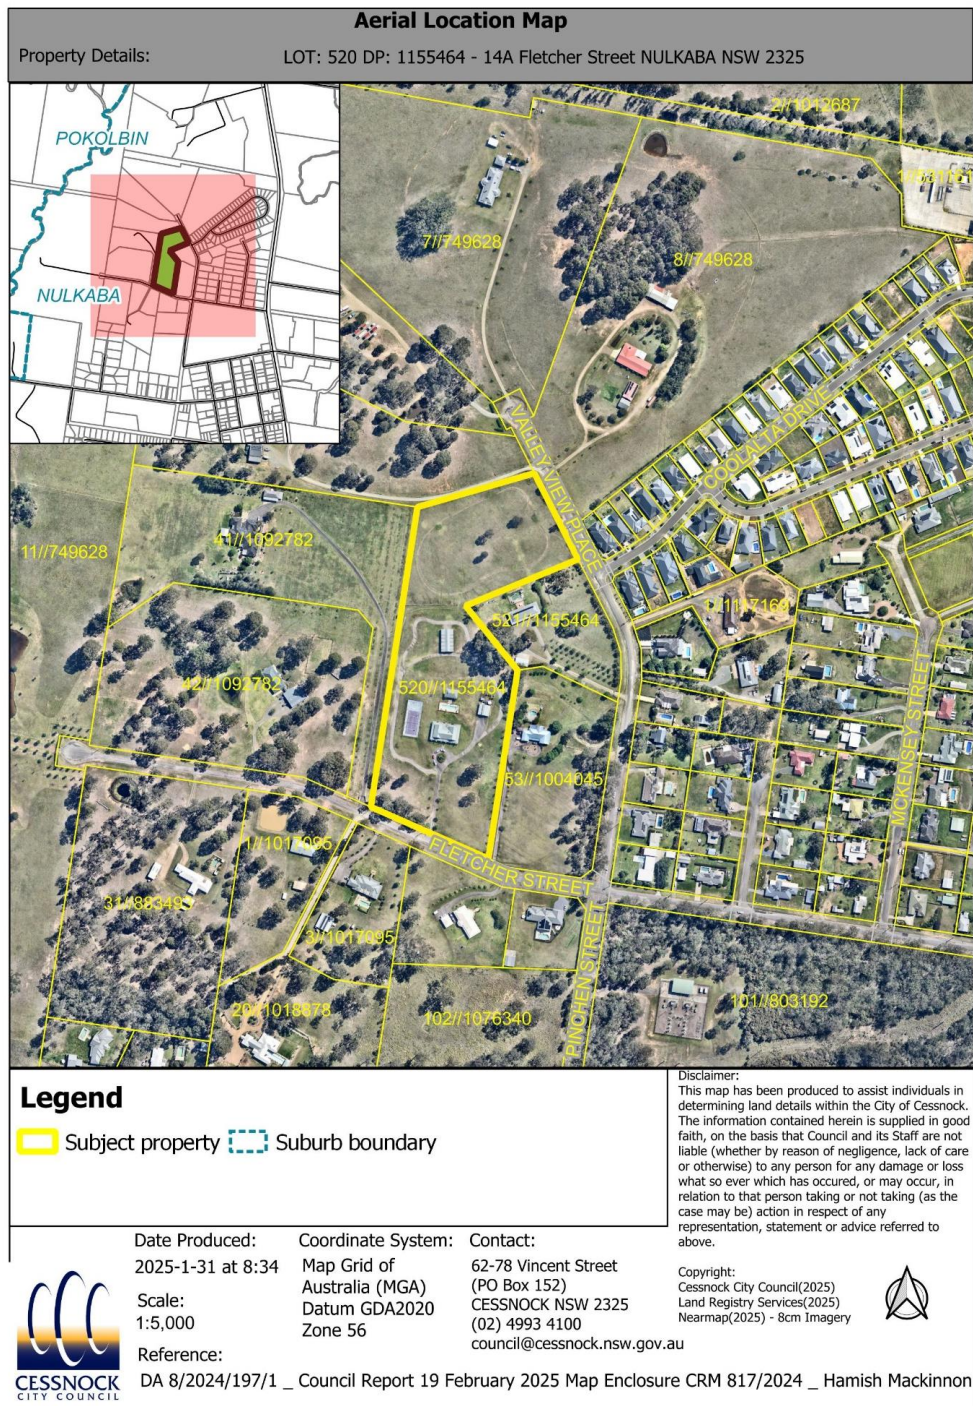 Aerial Location Map
Property Details: LOT: 520 DP: 1155464 - 14A Fletcher Street NULKABA NSW 2325
POKOLBIN
NULKABA
2//1012687
7//749628
8//749628
VALLEY VIEW PLACE
COOLALTA DRIVE
11//749628
41//1092782
521//1155464
1//1117169
42//1092782
520//1155464
53//1004045
MCKENSEY STREET
1//1017095
FLETCHER STREET
31//883493
3//1017095
PINCHEN STREET
20//1018878
102//1076340
101//803192
Legend
Subject property
Suburb boundary
Disclaimer:
This map has been produced to assist individuals in
determining land details within the City of Cessnock.
The information contained herein is supplied in good
faith, on the basis that Council and its Staff are not
liable (whether by reason of negligence, lack of care
or otherwise) to any person for any damage or loss
what so ever which has occured, or may occur, in
relation to that person taking or not taking (as the
case may be) action in respect of any
representation, statement or advice referred to
above.
Date Produced:
2025-1-31 at 8:34
Scale:
1:5,000
Coordinate System:
Map Grid of
Australia (MGA)
Datum GDA2020
Zone 56
Contact:
62-78 Vincent Street
(PO Box 152)
CESSNOCK NSW 2325
(02) 4993 4100
council@cessnock.nsw.gov.au
Copyright:
Cessnock City Council(2025)
Land Registry Services(2025)
Nearmap(2025) - 8cm Imagery
Reference:
DA 8/2024/197/1 _ Council Report 19 February 2025 Map Enclosure CRM 817/2024 _ Hamish Mackinnon
CESSNOCK
CITY COUNCIL